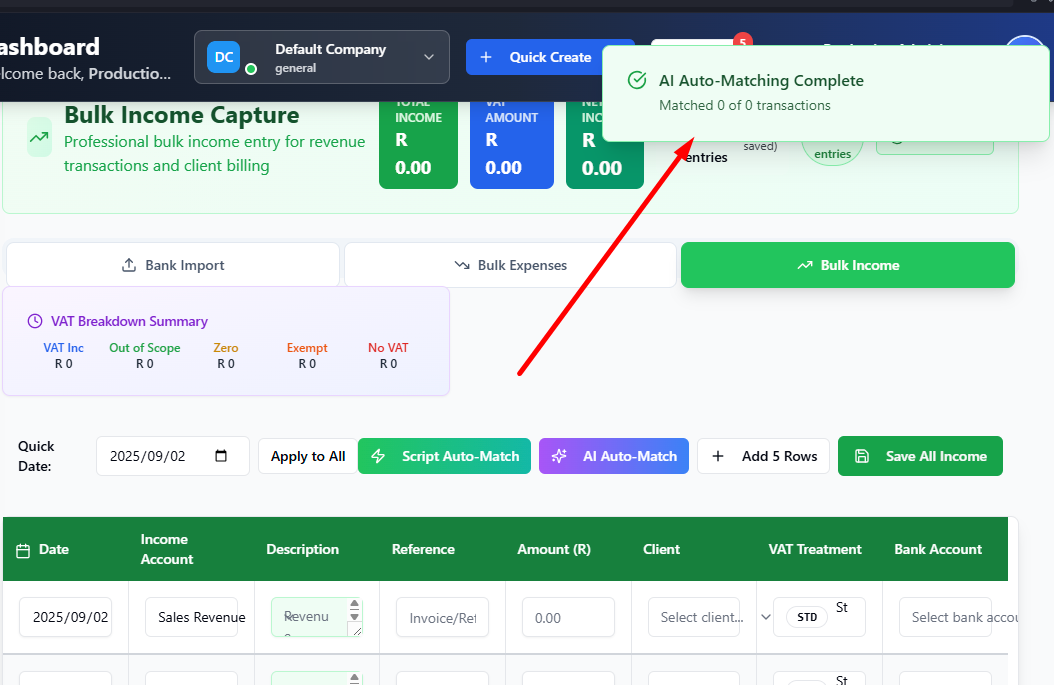 ashboard
lcome back, Productio...
DC
Default Company
general
Quick Create
5
AI Auto-Matching Complete
Matched 0 of 0 transactions
Bulk Income Capture
Professional bulk income entry for revenue
transactions and client billing
TOTAL
INCOME
R
0.00
VAT
AMOUNT
R
0.00
NE
INC
R
0.00
entries
saved)
entries
Bank Import
Bulk Expenses
Bulk Income
VAT Breakdown Summary
VAT Inc
Out of Scope
Zero
Exempt
No VAT
R 0
R 0
R 0
R 0
R 0
Quick
Date:
2025/09/02
Apply to All
Script Auto-Match
AI Auto-Match
Add 5 Rows
Save All Income
Date
Income
Account
Description
Reference
Amount (R)
Client
VAT Treatment
Bank Account
2025/09/02
Sales Revenue
Revenu
Invoice/Ref
0.00
Select client...
STD
St
Select bank accou
St